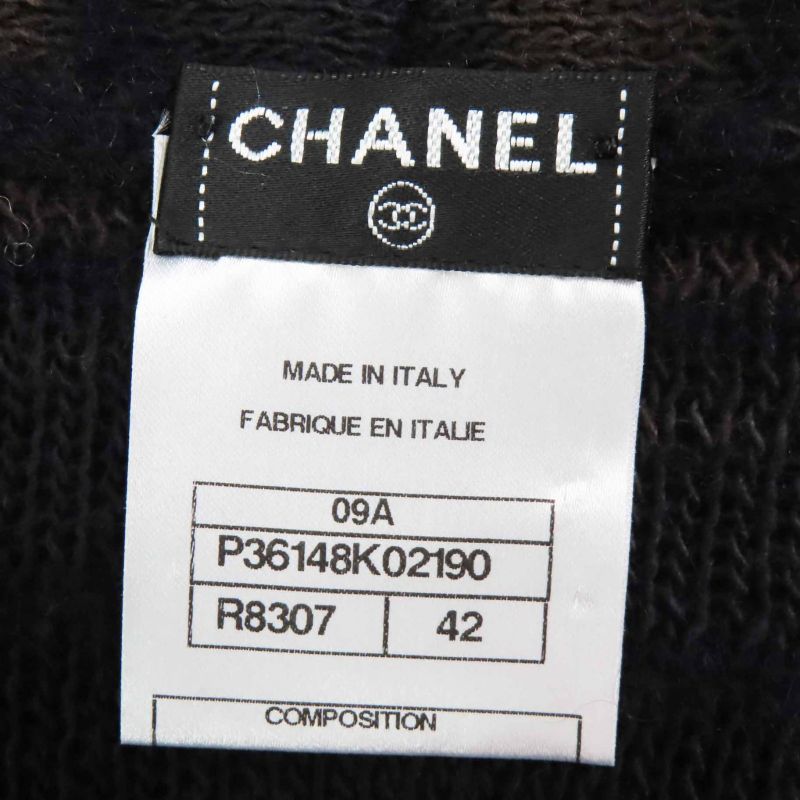 CHANEL
MADE IN ITALY
FABRIQUE EN ITALIE
09A
P36148K02190
R8307 42
COMPOSITION